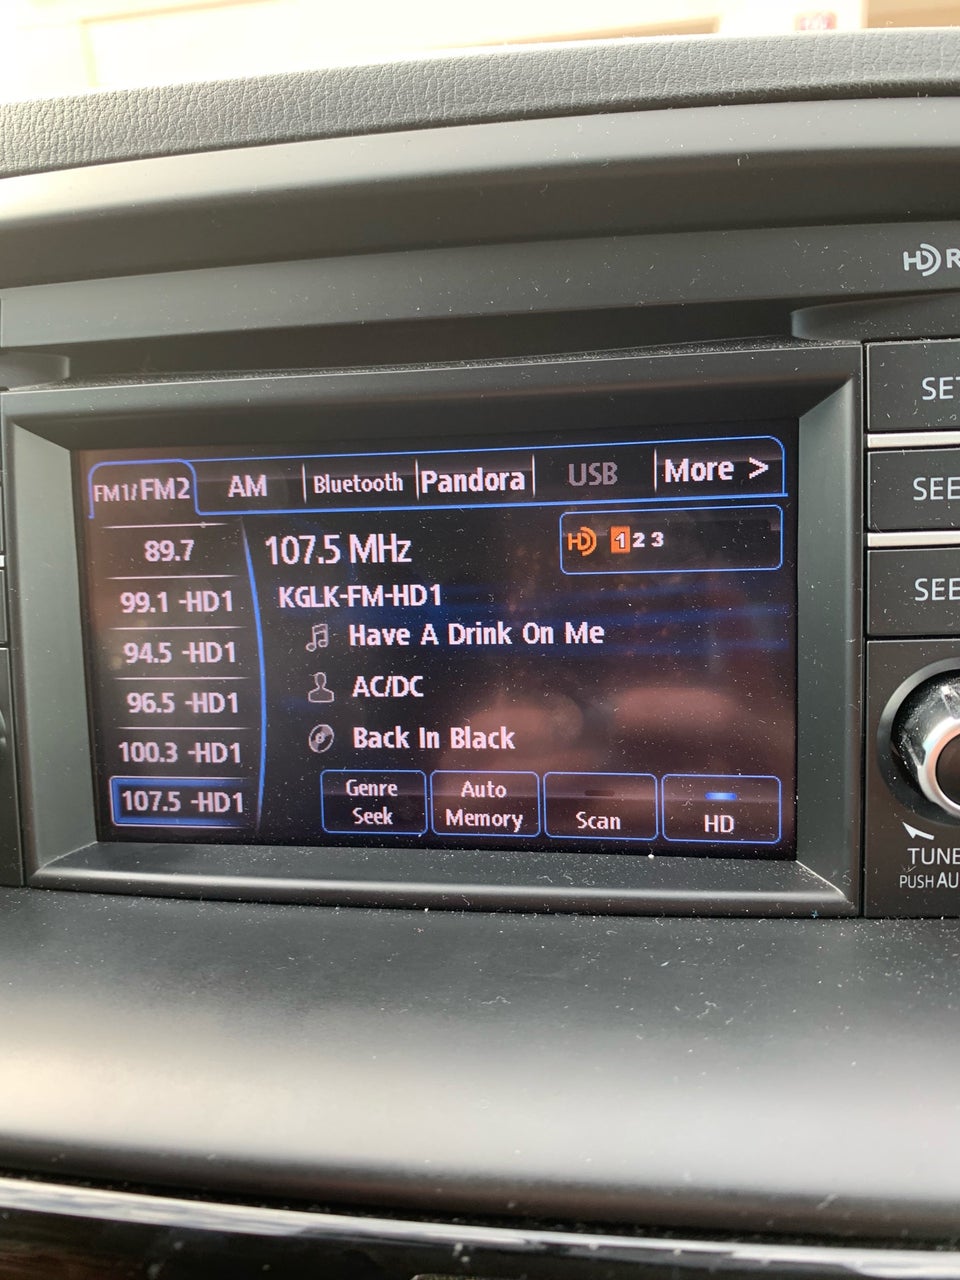 HD R
SET
SEE
SEE
TUNE
PUSH AU
FM1/FM2 AM Bluetooth Pandora USB More >
89.7
99.1 -HD1
94.5 -HD1
96.5 -HD1
100.3 -HD1
107.5 -HD1
107.5 MHz
HD 1 2 3
KGLK-FM-HD1
Have A Drink On Me
AC/DC
Back In Black
Genre
Seek
Auto
Memory
Scan
HD